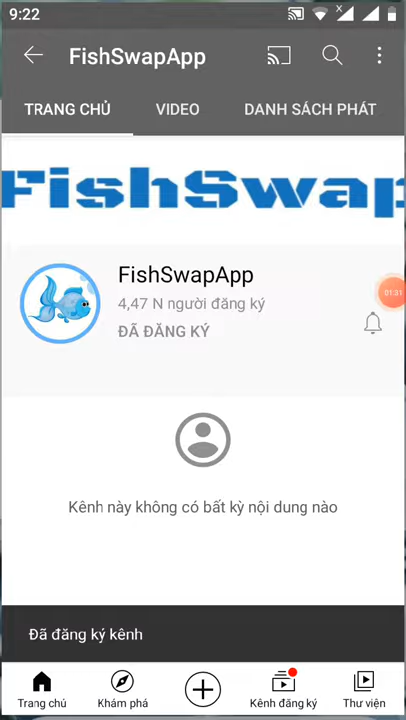 9:22
FishSwapApp
TRANG CHỦ VIDEO DANH SÁCH PHÁT
FishSwap
FishSwapApp
4,47 N người đăng ký
ĐÃ ĐĂNG KÝ
01:31
Kênh này không có bất kỳ nội dung nào
Đã đăng ký kênh
Trang chủ Khám phá Kênh đăng ký Thư viện